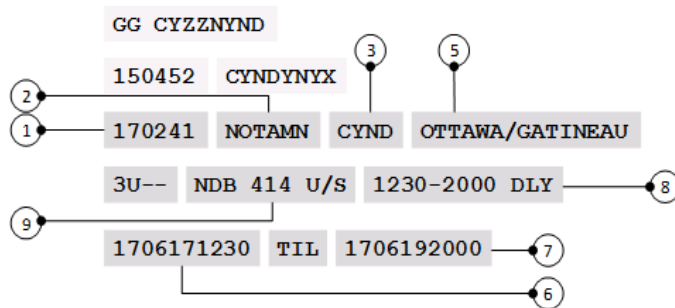 GG CYZZNYND
3 5
150452 CYNDYNYX
2
1 170241 NOTAMN CYND OTTAWA/GATINEAU
3U-- NDB 414 U/S 1230-2000 DLY 8
9
1706171230 TIL 1706192000 7
6